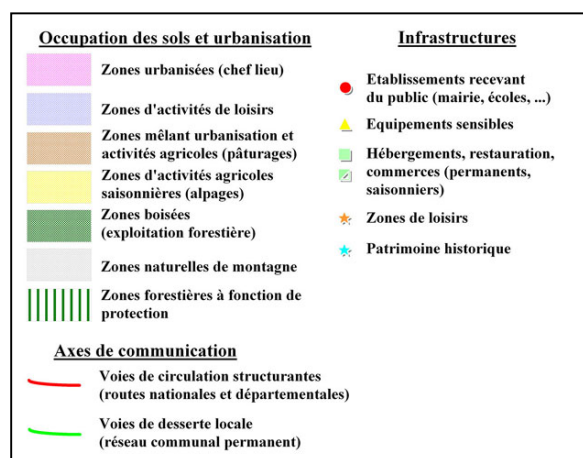 Occupation des sols et urbanisation
Zones urbanisées (chef lieu)
Zones d'activités de loisirs
Zones mêlant urbanisation et
activités agricoles (pâturages)
Zones d'activités agricoles
saisonnières (alpages)
Zones boisées
(exploitation forestière)
Zones naturelles de montagne
Zones forestières à fonction de
protection
Axes de communication
Voies de circulation structurantes
(routes nationales et départementales)
Voies de desserte locale
(réseau communal permanent)
Infrastructures
Etablissements recevant
du public (mairie, écoles, ...)
Equipements sensibles
Hébergements, restauration,
commerces (permanents,
saisonniers)
Zones de loisirs
Patrimoine historique